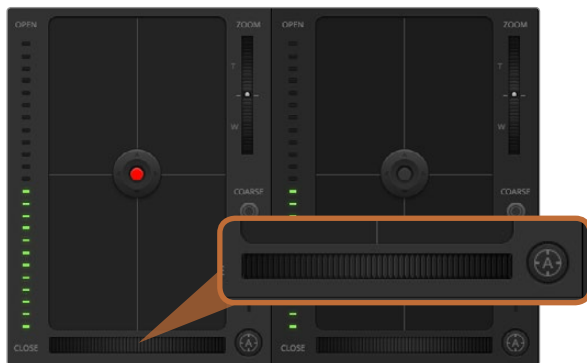 OPEN ZOOM OPEN ZOOM
T T
W W
COARSE COARSE
A
CLOSE A CLOSE A